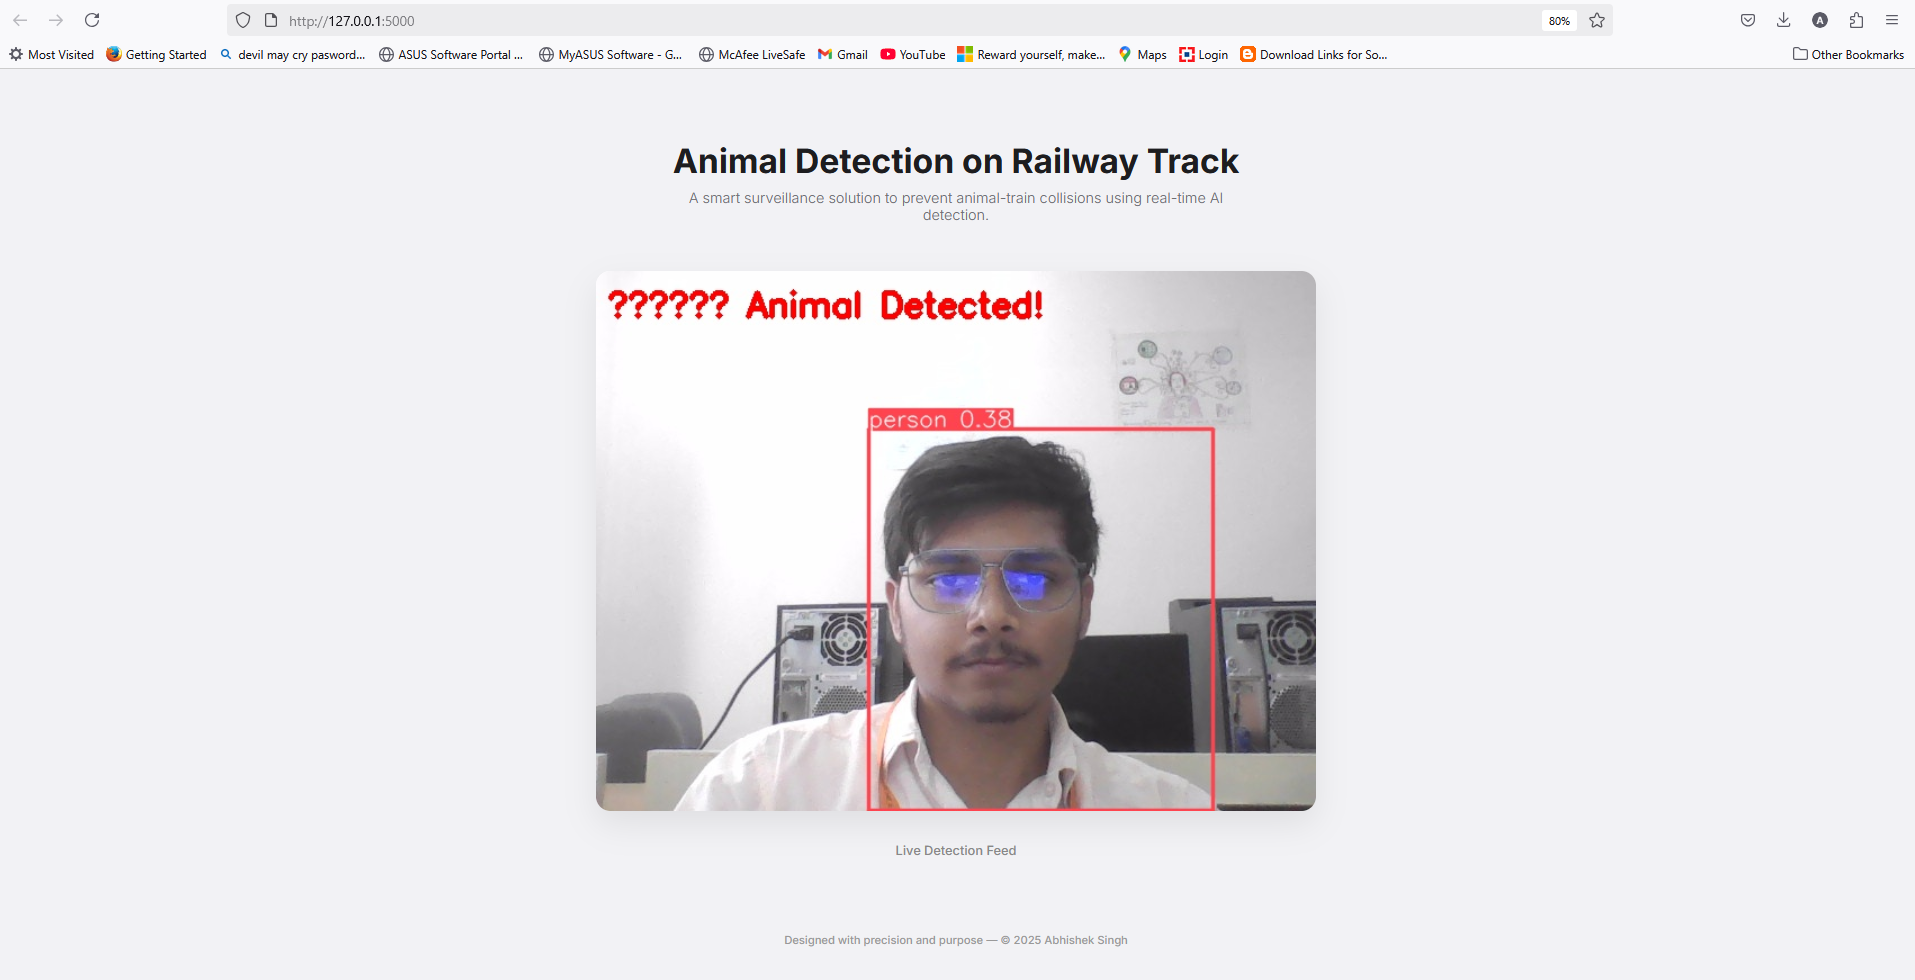 http://127.0.0.1:5000
80%
Most Visited
Getting Started
devil may cry pasword...
ASUS Software Portal ...
MyASUS Software - G...
McAfee LiveSafe
Gmail
YouTube
Reward yourself, make...
Maps
Login
Download Links for So...
Other Bookmarks
Animal Detection on Railway Track
A smart surveillance solution to prevent animal-train collisions using real-time AI
detection.
?????? Animal Detected!
person 0.38
Live Detection Feed
Designed with precision and purpose — © 2025 Abhishek Singh